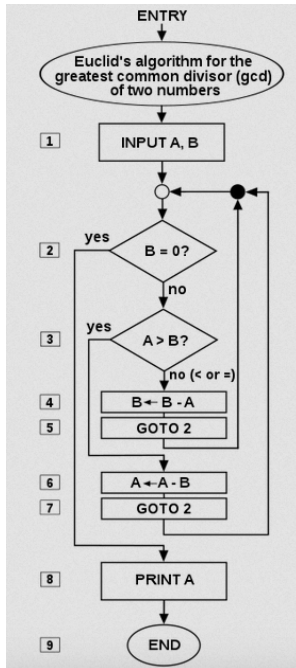 ENTRY
Euclid's algorithm for the
greatest common divisor (gcd)
of two numbers
1
INPUT A, B
yes
2
B = 0?
no
yes
3
A > B?
no (< or =)
4
B ← B - A
5
GOTO 2
6
A ← A - B
7
GOTO 2
8
PRINT A
9
END